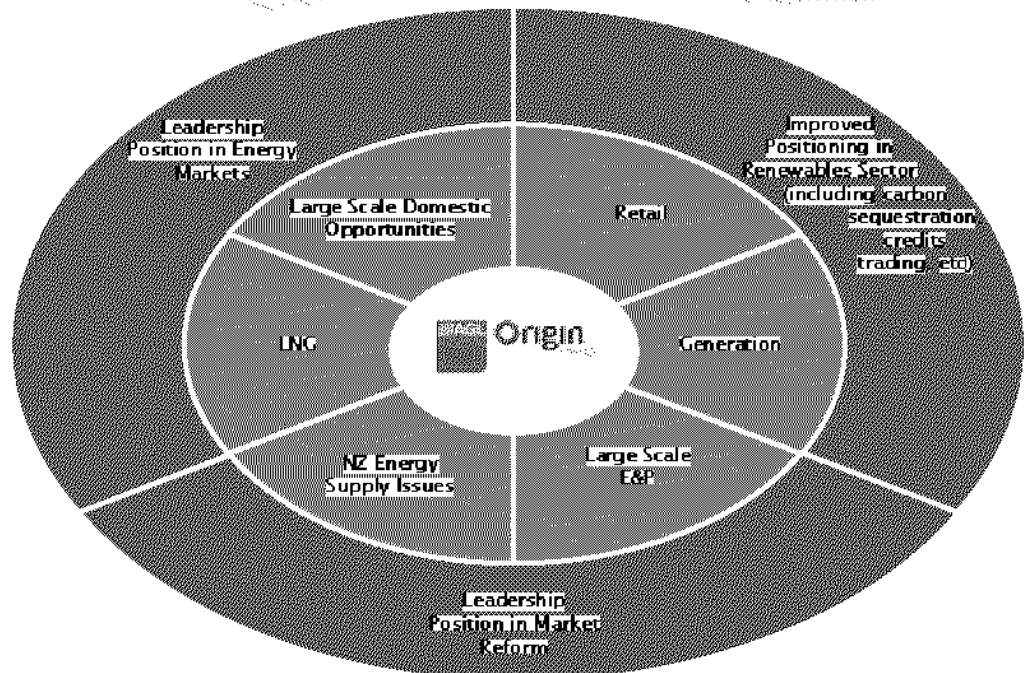 Leadership
Position in Energy
Markets
Improved
Positioning in
Renewables Sector
(including carbon
sequestration
credits
trading, etc)
Large Scale Domestic
Opportunities
Retail
LNG
AGL
Origin
Generation
NZ Energy
Supply Issues
Large Scale
E&P
Leadership
Position in Market
Reform